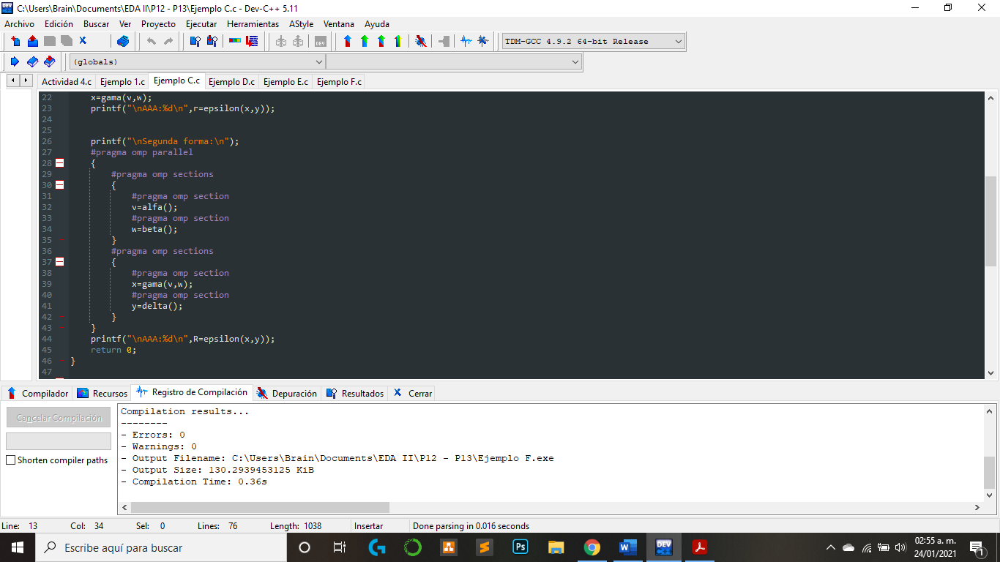 C:\Users\Brain\Documents\EDA II\P12 - P13\Ejemplo C.c - Dev-C++ 5.11
Archivo Edición Buscar Ver Proyecto Ejecutar Herramientas AStyle Ventana Ayuda
TDM-GCC 4.9.2 64-bit Release
(globals)
Actividad 4.c Ejemplo 1.c Ejemplo C.c Ejemplo D.c Ejemplo E.c Ejemplo F.c
22 x=gama(v,w);
23 printf("\nAAA:%d\n",r=epsilon(x,y));
24
25
26 printf("\nSegunda forma:\n");
27 #pragma omp parallel
28 {
29 #pragma omp sections
30 {
31 #pragma omp section
32 v=alfa();
33 #pragma omp section
34 w=beta();
35 }
36 #pragma omp sections
37 {
38 #pragma omp section
39 x=gama(v,w);
40 #pragma omp section
41 y=delta();
42 }
43 }
44 printf("\nAAA:%d\n",R=epsilon(x,y));
45 return 0;
46 }
47
Compilador Recursos Registro de Compilación Depuración Resultados Cerrar
Cancelar Compilación
Shorten compiler paths
Compilation results...
--------
- Errors: 0
- Warnings: 0
- Output Filename: C:\Users\Brain\Documents\EDA II\P12 - P13\Ejemplo F.exe
- Output Size: 130.2939453125 KiB
- Compilation Time: 0.36s
Line: 13 Col: 34 Sel: 0 Lines: 76 Length: 1038 Insertar Done parsing in 0.016 seconds
Escribe aquí para buscar
Ps
W
DEV
02:55 a. m.
24/01/2021
1